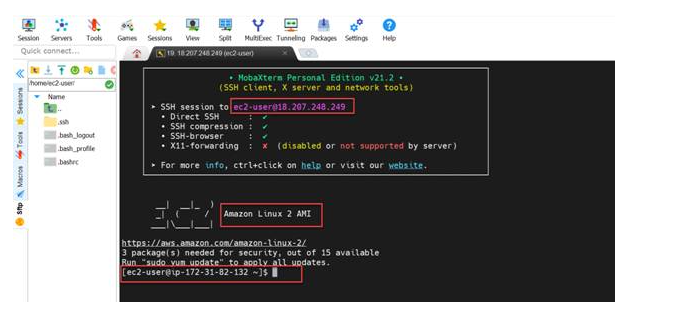 Session Servers Tools Games Sessions View Split MultiExec Tunneling Packages Settings Help
Quick connect...
19. 18.207.248.249 (ec2-user)
/home/ec2-user/
Name
..
.ssh
.bash_logout
.bash_profile
.bashrc
Sessions
Tools
Macros
Sftp
• MobaXterm Personal Edition v21.2 •
(SSH client, X server and network tools)
➤ SSH session to ec2-user@18.207.248.249
• Direct SSH : ✓
• SSH compression : ✓
• SSH-browser : ✓
• X11-forwarding : ✗ (disabled or not supported by server)
➤ For more info, ctrl+click on help or visit our website.
__| __|_ )
_| ( / Amazon Linux 2 AMI
___|\___|___|
https://aws.amazon.com/amazon-linux-2/
3 package(s) needed for security, out of 15 available
Run "sudo yum update" to apply all updates.
[ec2-user@ip-172-31-82-132 ~]$